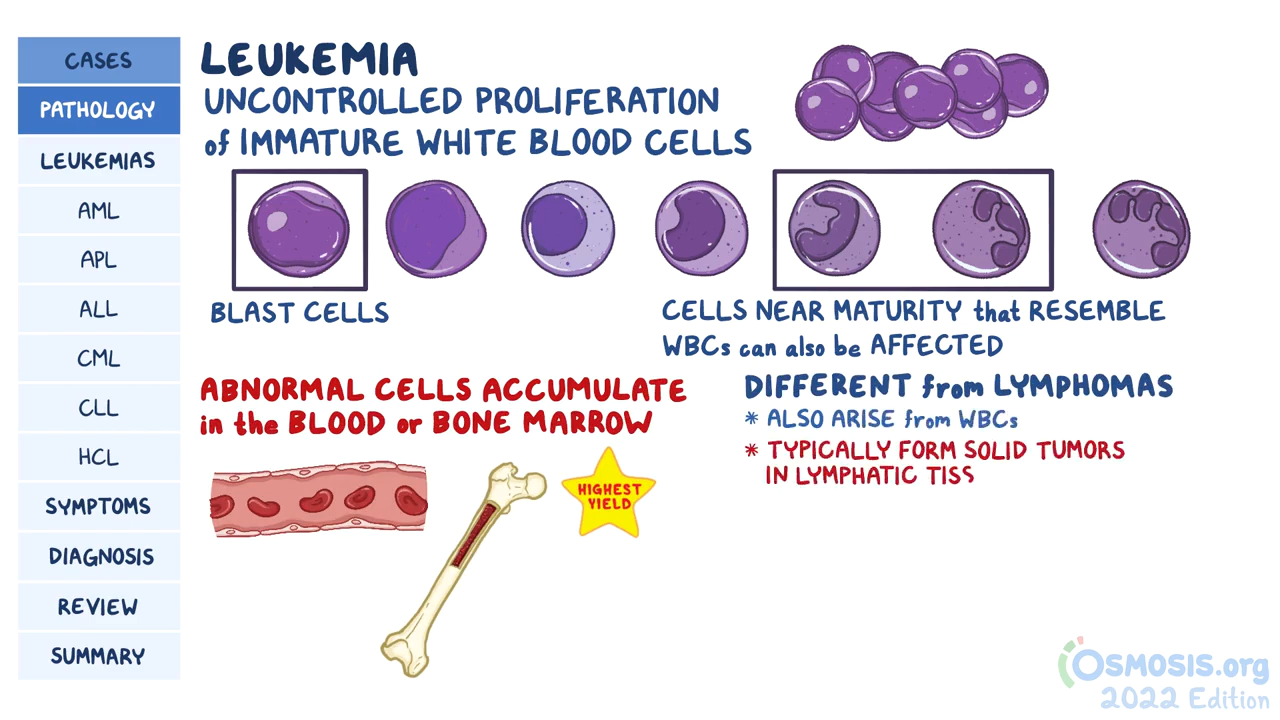 CASES
PATHOLOGY
LEUKEMIAS
AML
APL
ALL
CML
CLL
HCL
SYMPTOMS
DIAGNOSIS
REVIEW
SUMMARY
LEUKEMIA
UNCONTROLLED PROLIFERATION
of IMMATURE WHITE BLOOD CELLS
BLAST CELLS
CELLS NEAR MATURITY that RESEMBLE
WBCs can also be AFFECTED
ABNORMAL CELLS ACCUMULATE
in the BLOOD or BONE MARROW
HIGHEST
YIELD
DIFFERENT from LYMPHOMAS
* ALSO ARISE from WBCs
* TYPICALLY FORM SOLID TUMORS
IN LYMPHATIC TISS
OSMOSIS.org
2022 Edition